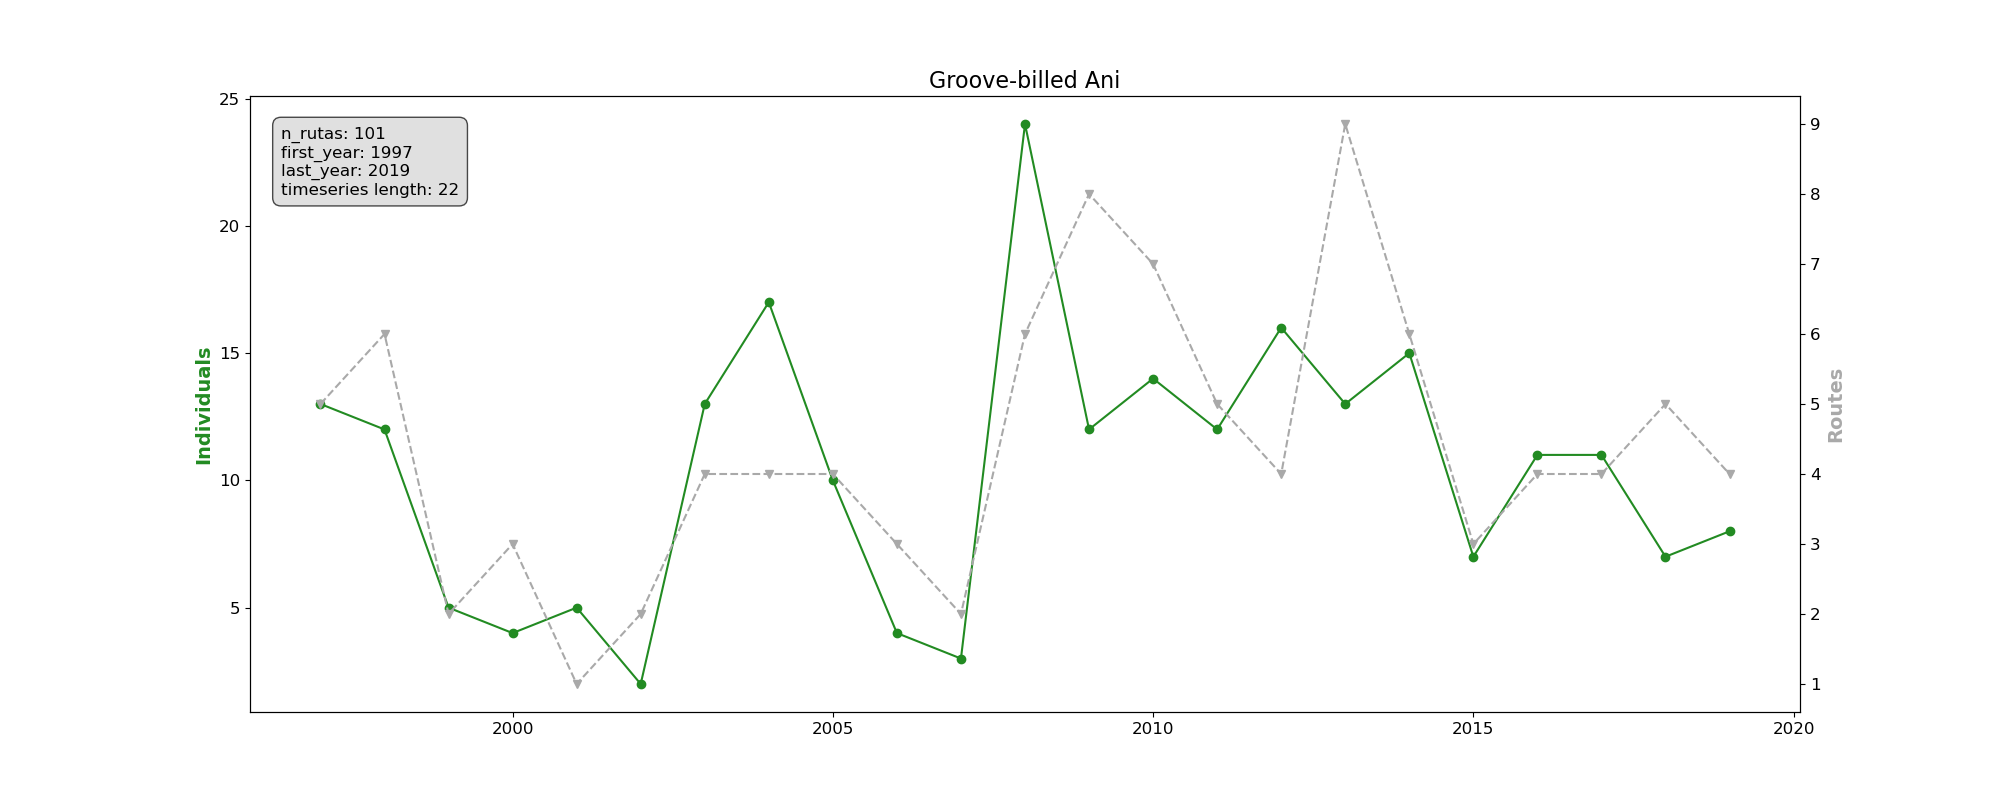 Groove-billed Ani
n_rutas: 101
first_year: 1997
last_year: 2019
timeseries length: 22
Individuals
25
20
15
10
5
Routes
9
8
7
6
5
4
3
2
1
2000
2005
2010
2015
2020